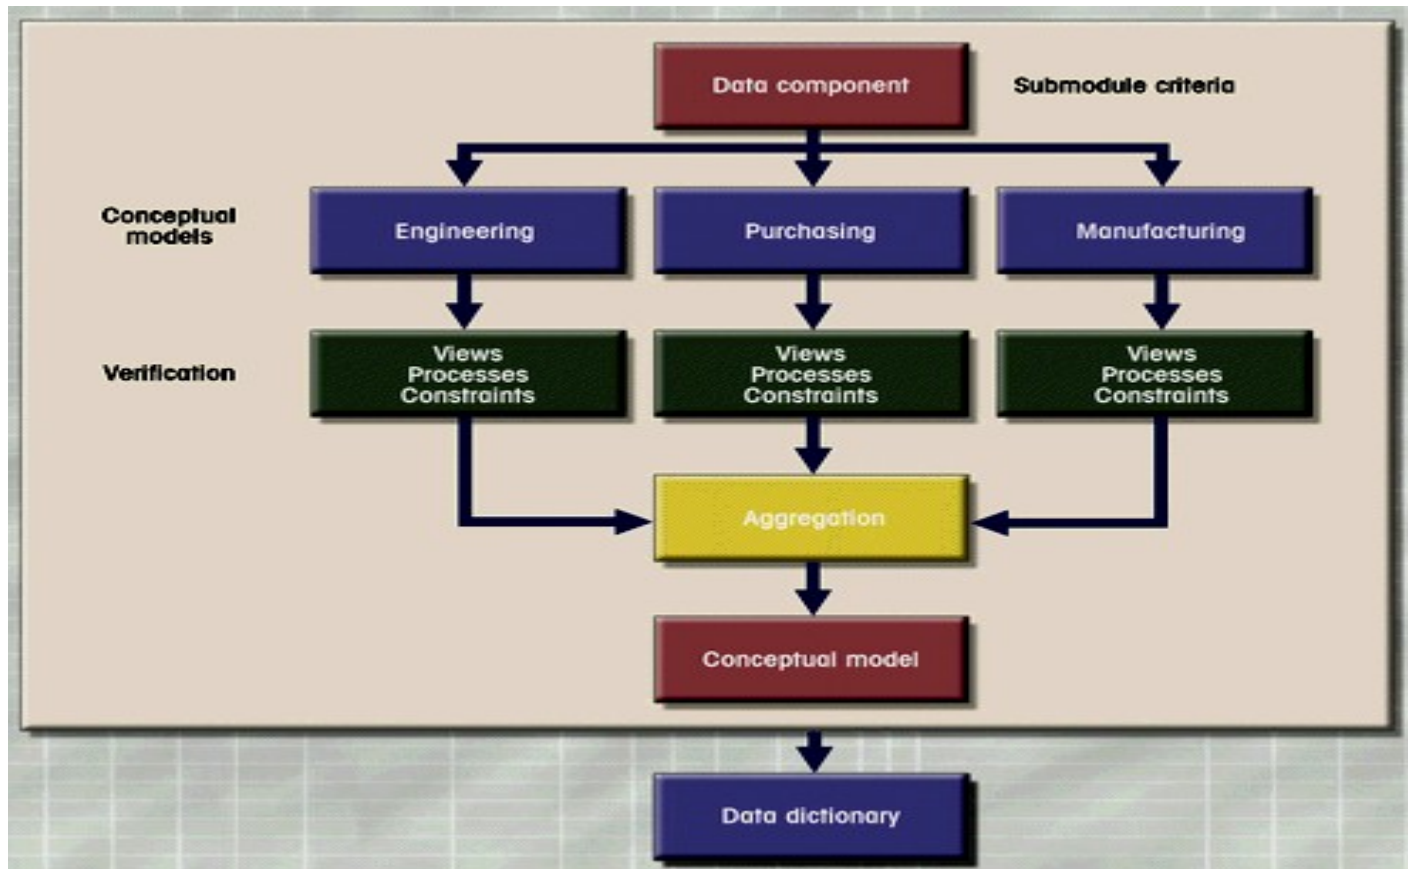 Data component
Submodule criteria
Conceptual
models
Engineering
Purchasing
Manufacturing
Verification
Views
Processes
Constraints
Views
Processes
Constraints
Views
Processes
Constraints
Aggregation
Conceptual model
Data dictionary